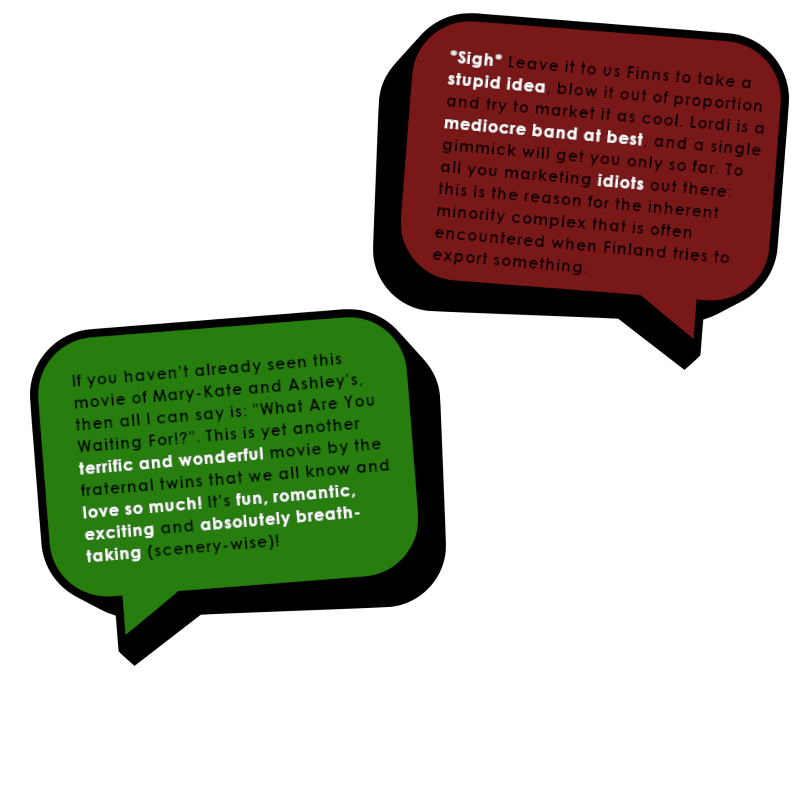 *Sigh* Leave it to us Finns to take a
stupid idea, blow it out of proportion
and try to market it as cool. Lordi is a
mediocre band at best, and a single
gimmick will get you only so far. To
all you marketing idiots out there:
this is the reason for the inherent
minority complex that is often
encountered when Finland tries to
export something.
If you haven't already seen this
movie of Mary-Kate and Ashley's,
then all I can say is: "What Are You
Waiting For!?". This is yet another
terrific and wonderful movie by the
fraternal twins that we all know and
love so much! It's fun, romantic,
exciting and absolutely breath-
taking (scenery-wise)!